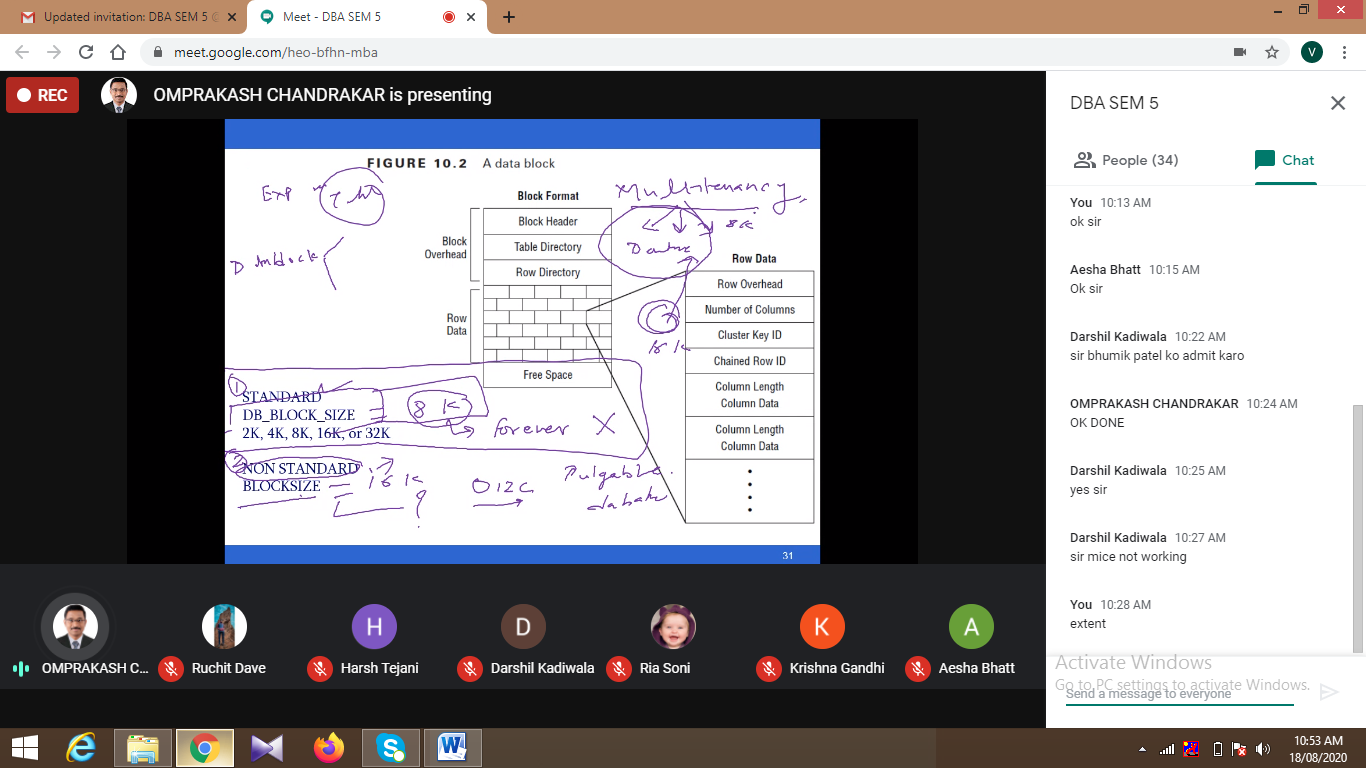 Updated invitation: DBA SEM 5
Meet - DBA SEM 5
meet.google.com/heo-bfhn-mba
V
REC
OMPRAKASH CHANDRAKAR is presenting
FIGURE 10.2 A data block
Exp
Multitenancy
8K
Block Format
Block Header
Table Directory
Row Directory
Block
Overhead
Row
Data
Free Space
Row Data
Row Overhead
Number of Columns
Cluster Key ID
Chained Row ID
Column Length
Column Data
Column Length
Column Data
1
STANDARD
DB_BLOCK_SIZE
2K, 4K, 8K, 16K, or 32K
8 K
forever X
2
NON STANDARD
BLOCKSIZE
= 16 K
?
O12C
Pulgable
31
DBA SEM 5
People (34)
Chat
You 10:13 AM
ok sir
Aesha Bhatt 10:15 AM
Ok sir
Darshil Kadiwala 10:22 AM
sir bhumik patel ko admit karo
OMPRAKASH CHANDRAKAR 10:24 AM
OK DONE
Darshil Kadiwala 10:25 AM
yes sir
Darshil Kadiwala 10:27 AM
sir mice not working
You 10:28 AM
extent
Activate Windows
Go to PC settings to activate Windows.
Send a message to everyone
H
D
K
A
OMPRAKASH C...
Ruchit Dave
Harsh Tejani
Darshil Kadiwala
Ria Soni
Krishna Gandhi
Aesha Bhatt
10:53 AM
18/08/2020